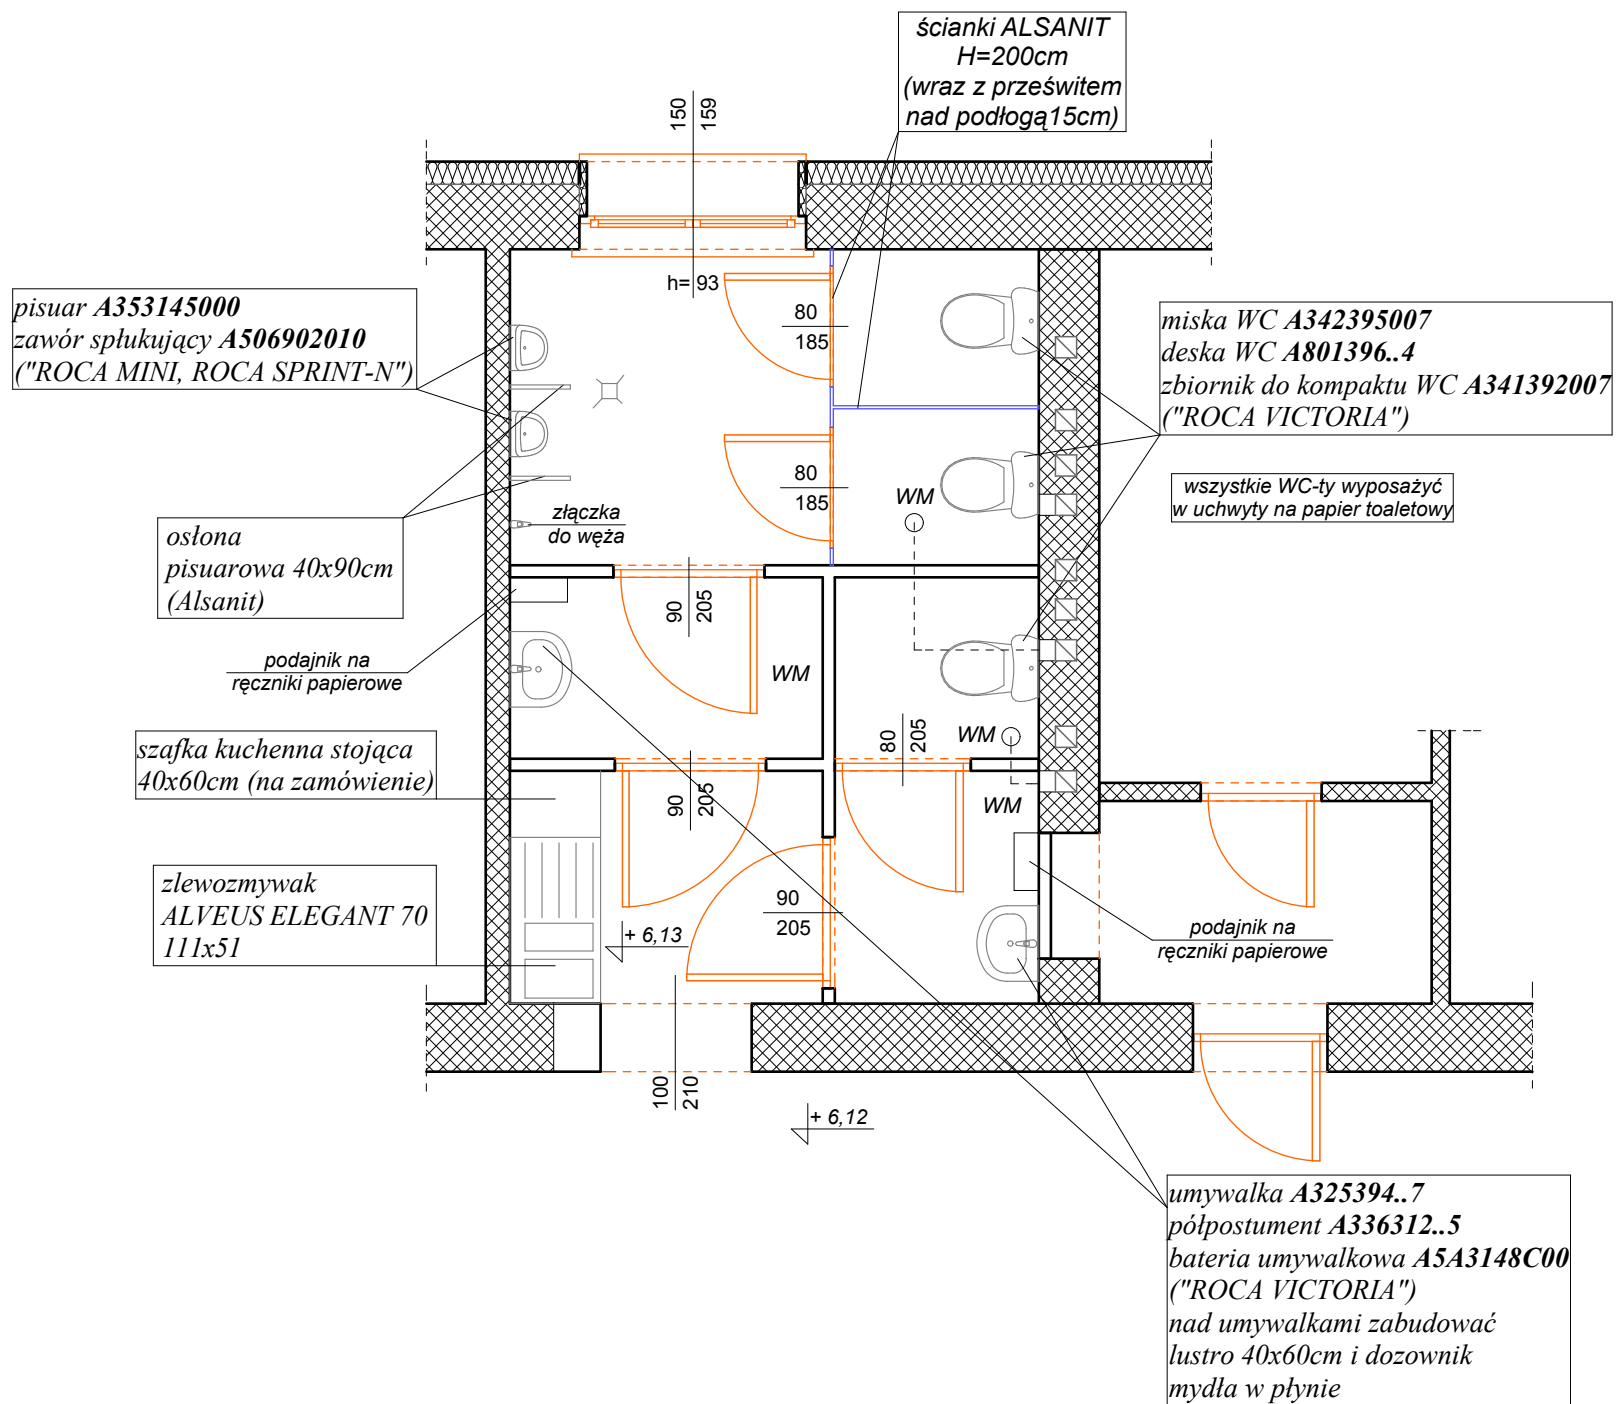 ścianki ALSANIT
H=200cm
(wraz z prześwitem
nad podłogą15cm)
150
159
h= 93
80
185
pisuar A353145000
zawór spłukujący A506902010
("ROCA MINI, ROCA SPRINT-N")
miska WC A342395007
deska WC A801396..4
zbiornik do kompaktu WC A341392007
("ROCA VICTORIA")
80
185
WM
wszystkie WC-ty wyposażyć
w uchwyty na papier toaletowy
złączka
do węża
osłona
pisuarowa 40x90cm
(Alsanit)
90
205
podajnik na
ręczniki papierowe
WM
80
205
WM
szafka kuchenna stojąca
40x60cm (na zamówienie)
90
205
WM
zlewozmywak
ALVEUS ELEGANT 70
111x51
90
205
+ 6,13
podajnik na
ręczniki papierowe
100
210
+ 6,12
umywalka A325394..7
półpostument A336312..5
bateria umywalkowa A5A3148C00
("ROCA VICTORIA")
nad umywalkami zabudować
lustro 40x60cm i dozownik
mydła w płynie